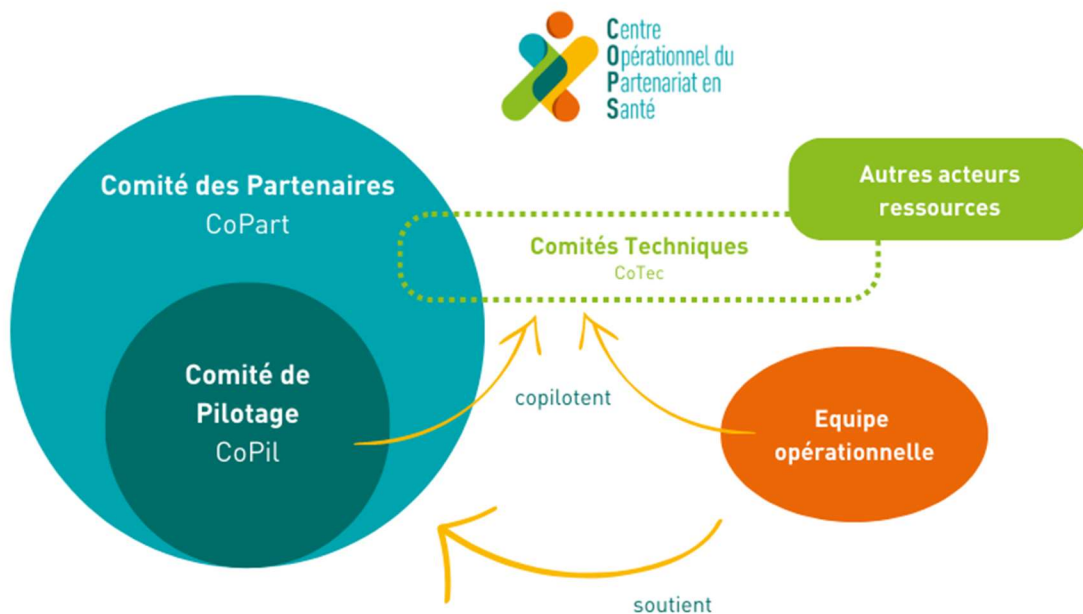 Centre
Opérationnel du
Partenariat en
Santé
Comité des Partenaires
CoPart
Autres acteurs
ressources
Comités Techniques
CoTec
Comité de
Pilotage
CoPil
copilotent
Equipe
opérationnelle
soutient